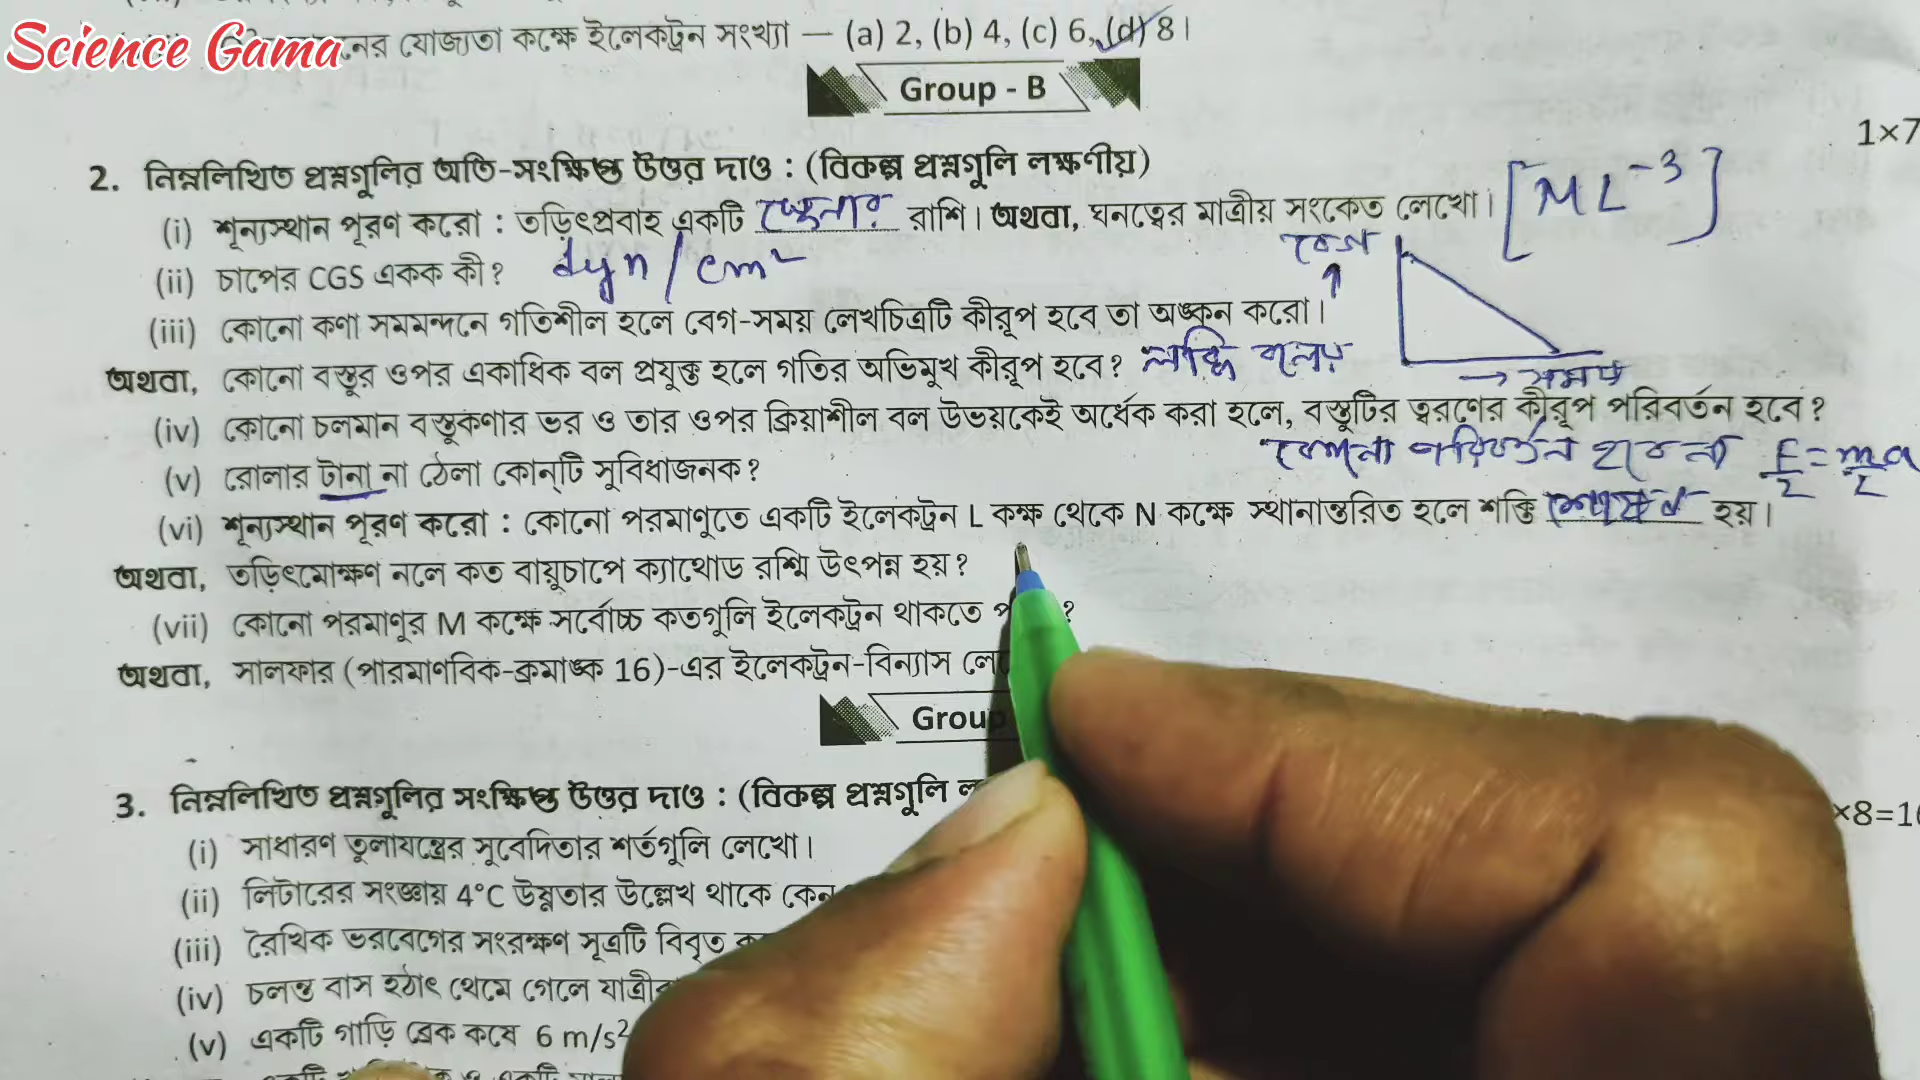 নের যোজ্যতা কক্ষে ইলেকট্রন সংখ্যা — (a) 2, (b) 4, (c) 6, (d) 8।
Science Gama
Group - B
1×7
2. নিম্নলিখিত প্রশ্নগুলির অতি-সংক্ষিপ্ত উত্তর দাও : (বিকল্প প্রশ্নগুলি লক্ষণীয়)
(i) শূন্যস্থান পূরণ করো : তড়িৎপ্রবাহ একটি স্কেলার রাশি। অথবা, ঘনত্বের মাত্রীয় সংকেত লেখো। [ML⁻³]
(ii) চাপের CGS একক কী? dyn/cm²
বেগ
(iii) কোনো কণা সমমন্দনে গতিশীল হলে বেগ-সময় লেখচিত্রটি কীরূপ হবে তা অঙ্কন করো।
অথবা, কোনো বস্তুর ওপর একাধিক বল প্রযুক্ত হলে গতির অভিমুখ কীরূপ হবে? লব্ধি বলের
→ সময়
(iv) কোনো চলমান বস্তুকণার ভর ও তার ওপর ক্রিয়াশীল বল উভয়কেই অর্ধেক করা হলে, বস্তুটির ত্বরণের কীরূপ পরিবর্তন হবে?
কোনো পরিবর্তন হবে না F/2 = ma/2
(v) রোলার টানা না ঠেলা কোন্‌টি সুবিধাজনক?
(vi) শূন্যস্থান পূরণ করো : কোনো পরমাণুতে একটি ইলেকট্রন L কক্ষ থেকে N কক্ষে স্থানান্তরিত হলে শক্তি শোষণ হয়।
অথবা, তড়িৎমোক্ষণ নলে কত বায়ুচাপে ক্যাথোড রশ্মি উৎপন্ন হয়?
(vii) কোনো পরমাণুর M কক্ষে সর্বোচ্চ কতগুলি ইলেকট্রন থাকতে ?
অথবা, সালফার (পারমাণবিক-ক্রমাঙ্ক 16)-এর ইলেকট্রন-বিন্যাস
Group
3. নিম্নলিখিত প্রশ্নগুলির সংক্ষিপ্ত উত্তর দাও : (বিকল্প প্রশ্নগুলি
×8=16
(i) সাধারণ তুলাযন্ত্রের সুবেদিতার শর্তগুলি লেখো।
(ii) লিটারের সংজ্ঞায় 4°C উষ্ণতার উল্লেখ থাকে কেন
(iii) রৈখিক ভরবেগের সংরক্ষণ সূত্রটি বিবৃত
(iv) চলন্ত বাস হঠাৎ থেমে গেলে
(v) একটি গাড়ি ব্রেক কষে 6 m/s²